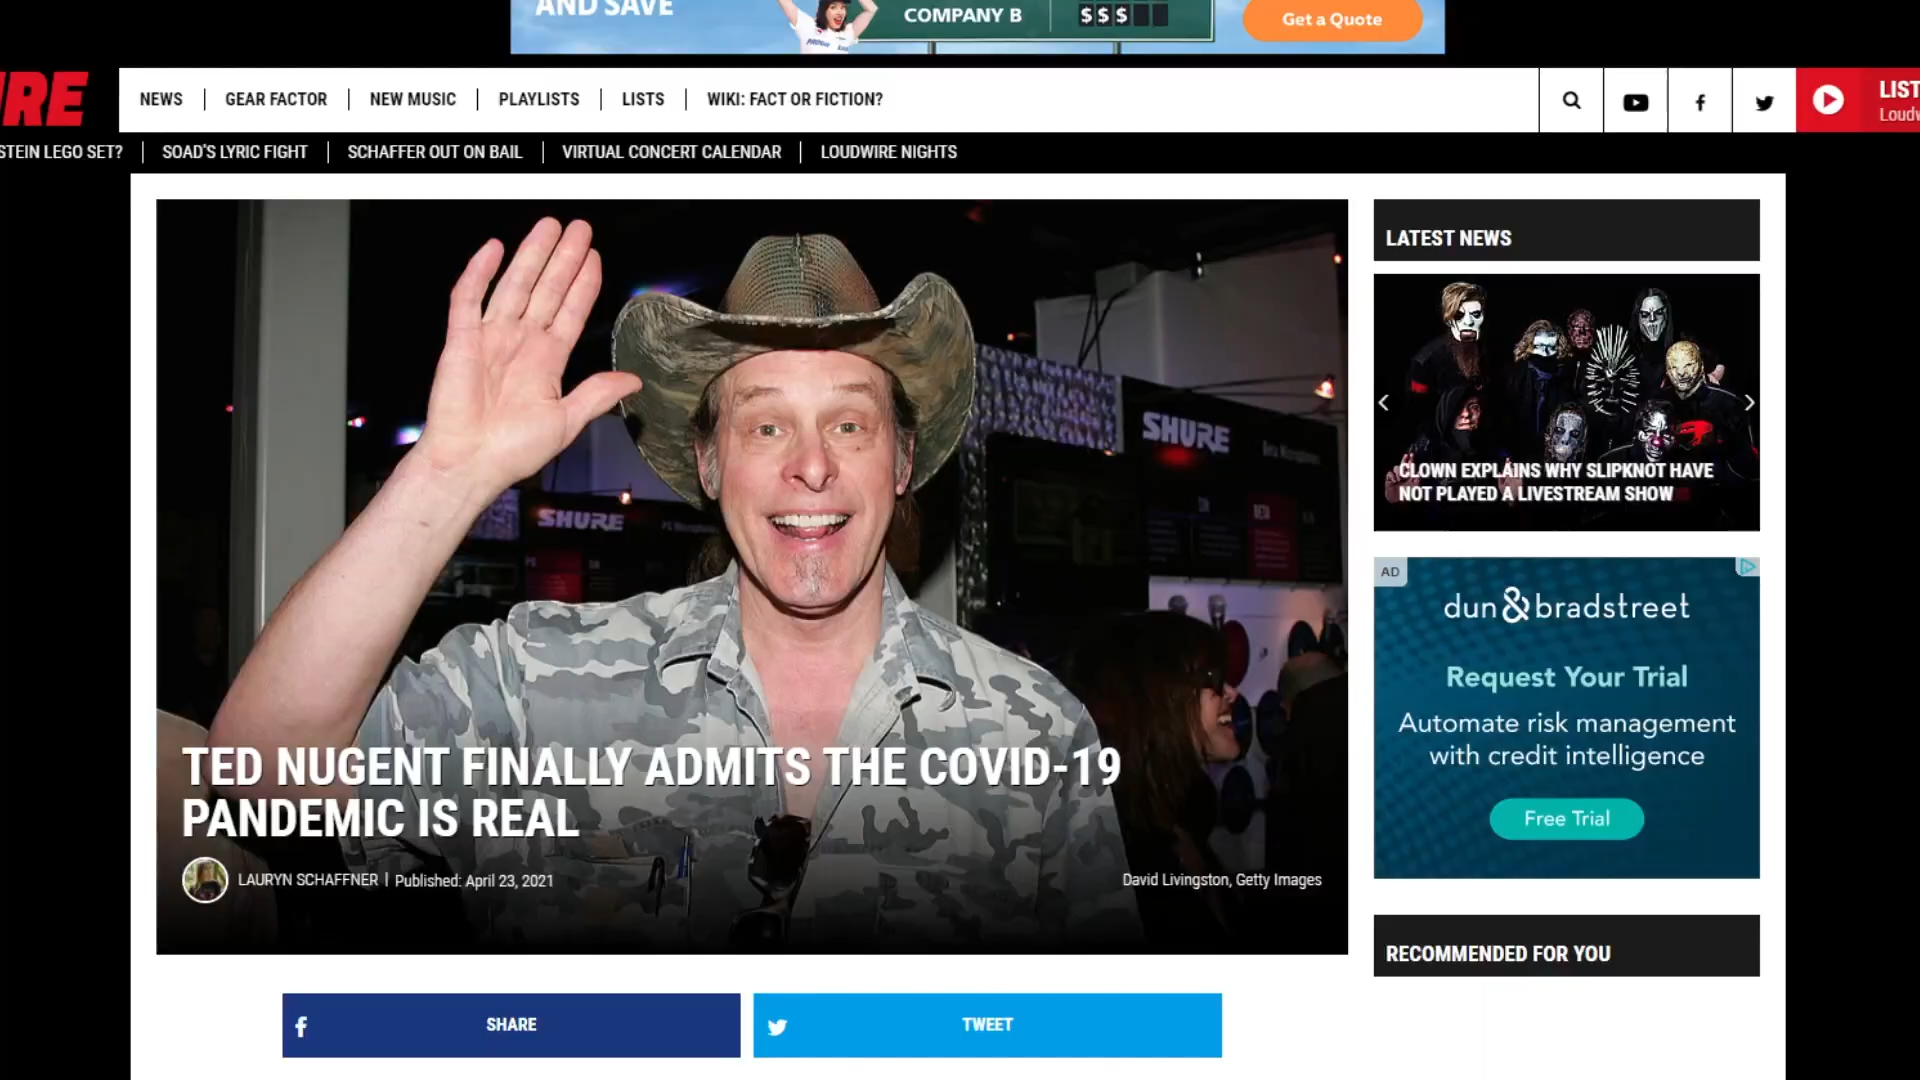 AND SAVE
COMPANY B
$$$
Get a Quote
IRE
NEWS
GEAR FACTOR
NEW MUSIC
PLAYLISTS
LISTS
WIKI: FACT OR FICTION?
LIST
Loudw
STEIN LEGO SET?
SOAD'S LYRIC FIGHT
SCHAFFER OUT ON BAIL
VIRTUAL CONCERT CALENDAR
LOUDWIRE NIGHTS
SHURE
SHURE
TED NUGENT FINALLY ADMITS THE COVID-19
PANDEMIC IS REAL
LAURYN SCHAFFNER
Published: April 23, 2021
David Livingston, Getty Images
SHARE
TWEET
LATEST NEWS
CLOWN EXPLAINS WHY SLIPKNOT HAVE
NOT PLAYED A LIVESTREAM SHOW
AD
dun&bradstreet
Request Your Trial
Automate risk management
with credit intelligence
Free Trial
RECOMMENDED FOR YOU